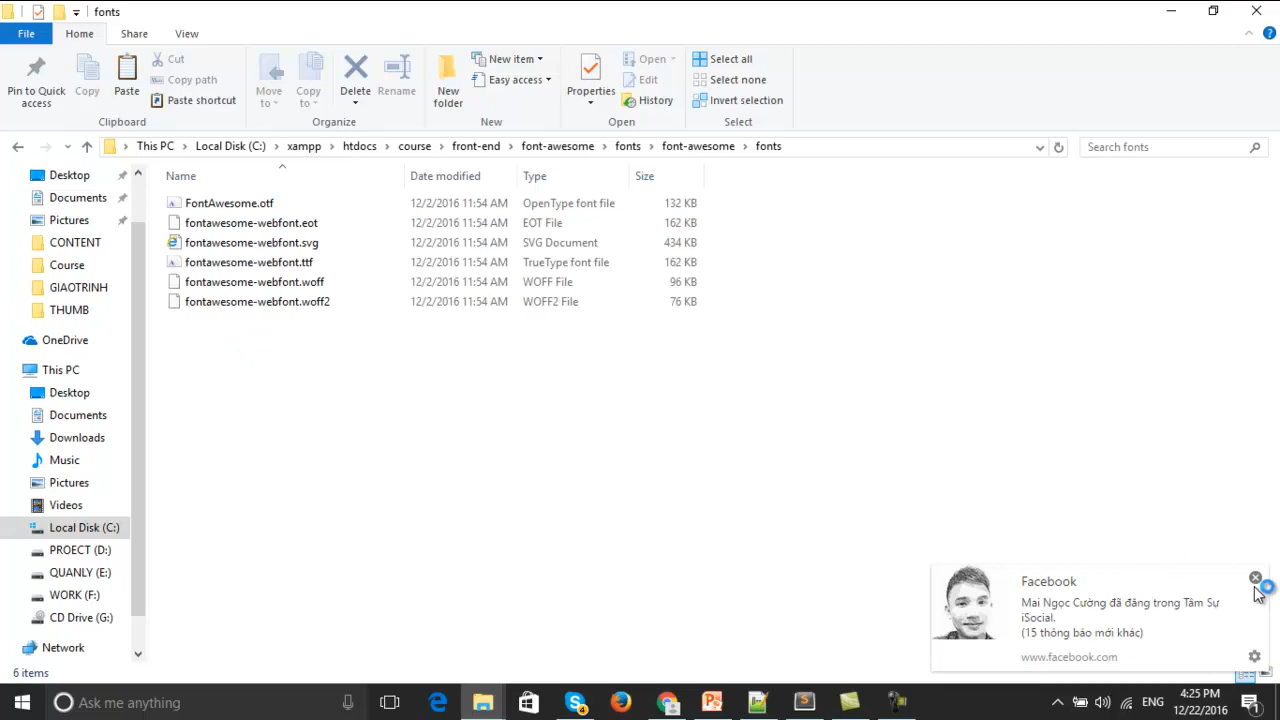 fonts
File Home Share View
Pin to Quick access
Copy
Paste
Cut
Copy path
Paste shortcut
Clipboard
Move to
Copy to
Delete
Rename
Organize
New folder
New item
Easy access
New
Properties
Open
Edit
History
Open
Select all
Select none
Invert selection
Select
This PC Local Disk (C:) xampp htdocs course front-end font-awesome fonts font-awesome fonts
Search fonts
Desktop
Documents
Pictures
CONTENT
Course
GIAOTRINH
THUMB
OneDrive
This PC
Desktop
Documents
Downloads
Music
Pictures
Videos
Local Disk (C:)
PROECT (D:)
QUANLY (E:)
WORK (F:)
CD Drive (G:)
Network
Name Date modified Type Size
FontAwesome.otf 12/2/2016 11:54 AM OpenType font file 132 KB
fontawesome-webfont.eot 12/2/2016 11:54 AM EOT File 162 KB
fontawesome-webfont.svg 12/2/2016 11:54 AM SVG Document 434 KB
fontawesome-webfont.ttf 12/2/2016 11:54 AM TrueType font file 162 KB
fontawesome-webfont.woff 12/2/2016 11:54 AM WOFF File 96 KB
fontawesome-webfont.woff2 12/2/2016 11:54 AM WOFF2 File 76 KB
Facebook
Mai Ngọc Cường đã đăng trong Tâm Sự
iSocial.
(15 thông báo mới khác)
www.facebook.com
6 items
Ask me anything
4
ENG
4:25 PM
12/22/2016
1